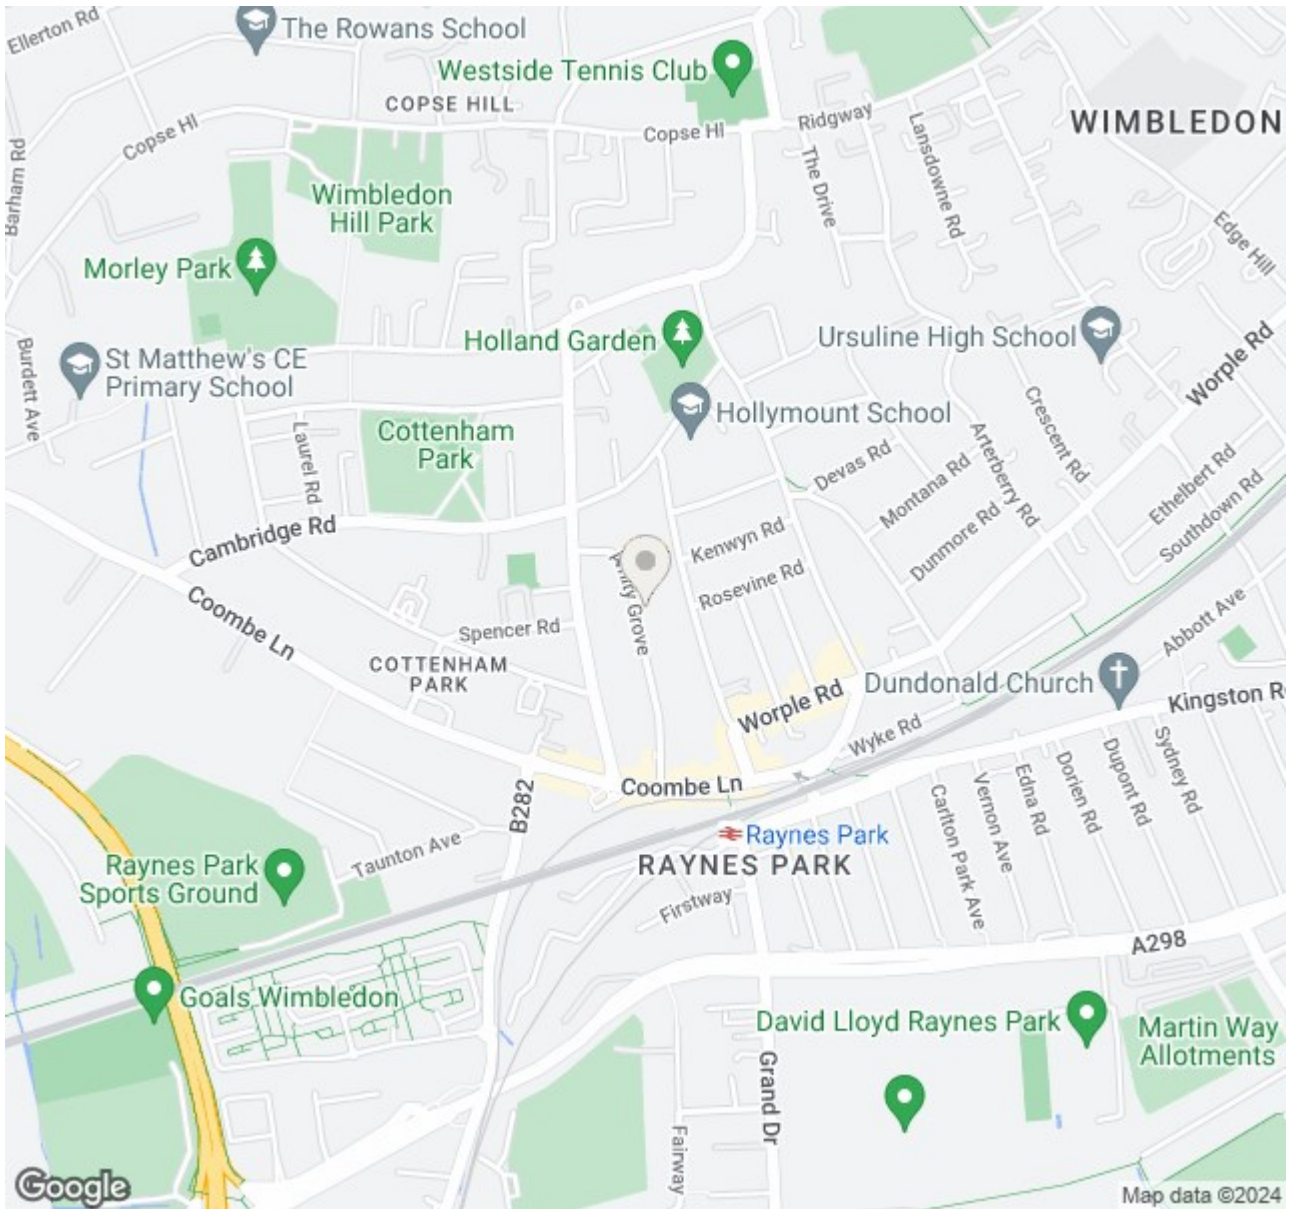 Ellerton Rd
The Rowans School
Westside Tennis Club
COPSE HILL
Copse Hl
Ridgway
Lansdowne Rd
WIMBLEDON
Copse Hl
Barham Rd
The Drive
Wimbledon
Hill Park
Edge Hill
Morley Park
Holland Garden
Ursuline High School
Worple Rd
Burdett Ave
St Matthew's CE
Primary School
Hollymount School
Crescent Rd
Cottenham
Park
Laurel Rd
Arterberry Rd
Devas Rd
Montana Rd
Ethelbert Rd
Southdown Rd
Dunmore Rd
Cambridge Rd
Kenwyn Rd
Rosevine Rd
Grove
Coombe Ln
Spencer Rd
Abbott Ave
COTTENHAM
PARK
Dundonald Church
Worple Rd
Kingston R
Wyke Rd
Sydney Rd
Dupont Rd
Dorien Rd
Edna Rd
Vernon Ave
Carlton Park Ave
Coombe Ln
B282
Raynes Park
RAYNES PARK
Taunton Ave
Raynes Park
Sports Ground
Firstway
A298
Goals Wimbledon
David Lloyd Raynes Park
Martin Way
Allotments
Grand Dr
Fairway
Google
Map data ©2024